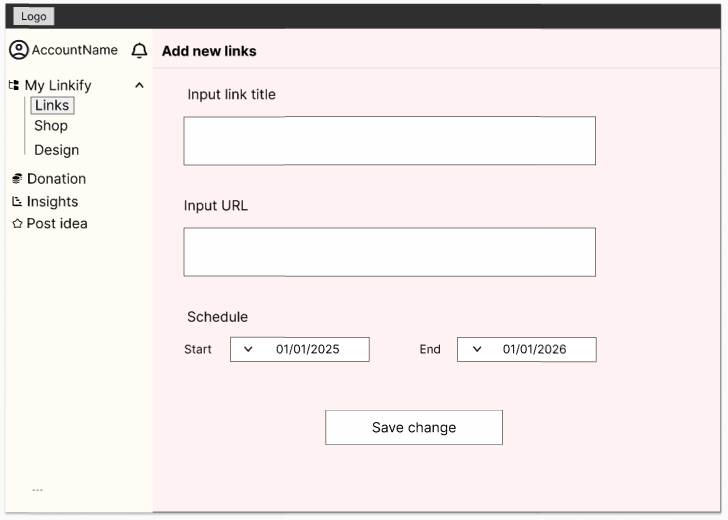 Logo
AccountName
Add new links
My Linkify
Links
Shop
Design
Donation
Insights
Post idea
...
Input link title
Input URL
Schedule
Start 01/01/2025 End 01/01/2026
Save change